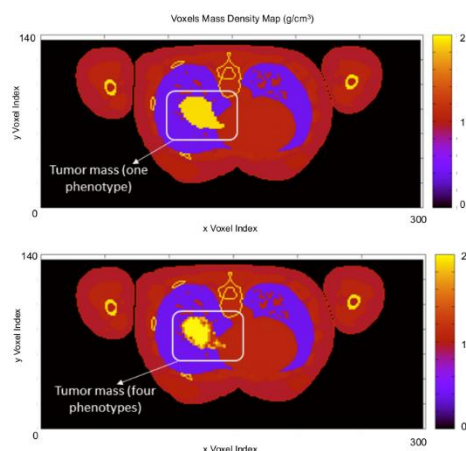 Voxels Mass Density Map (g/cm³)
140
2
y Voxel Index
1
Tumor mass (one
phenotype)
0
0
300
x Voxel Index
140
2
y Voxel Index
1
Tumor mass (four
phenotypes)
0
0
300
x Voxel Index